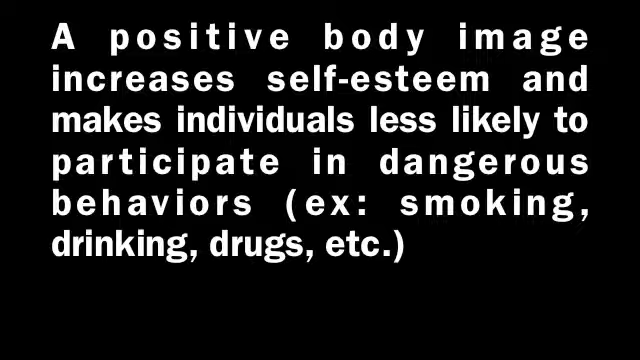 A positive body image
increases self-esteem and
makes individuals less likely to
participate in dangerous
behaviors (ex: smoking,
drinking, drugs, etc.)